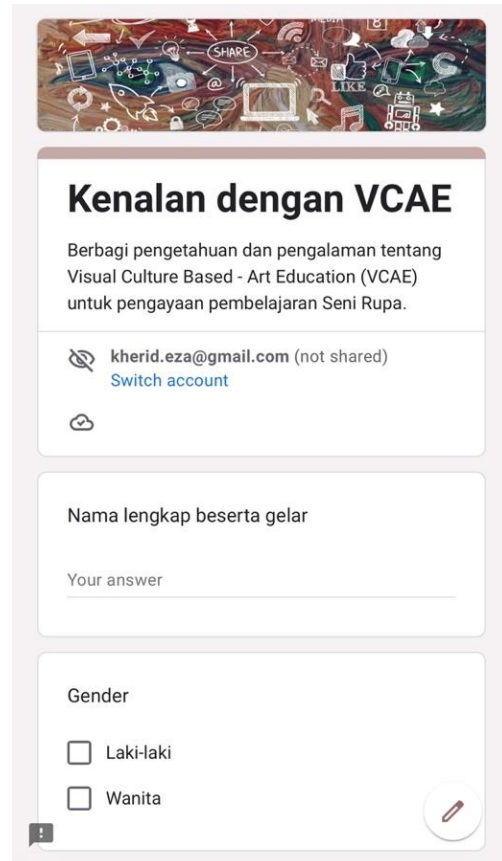 MEDIA
SHARE
@
LIKE
Kenalan dengan VCAE
Berbagi pengetahuan dan pengalaman tentang
Visual Culture Based - Art Education (VCAE)
untuk pengayaan pembelajaran Seni Rupa.
kherid.eza@gmail.com (not shared)
Switch account
Nama lengkap beserta gelar
Your answer
Gender
Laki-laki
Wanita